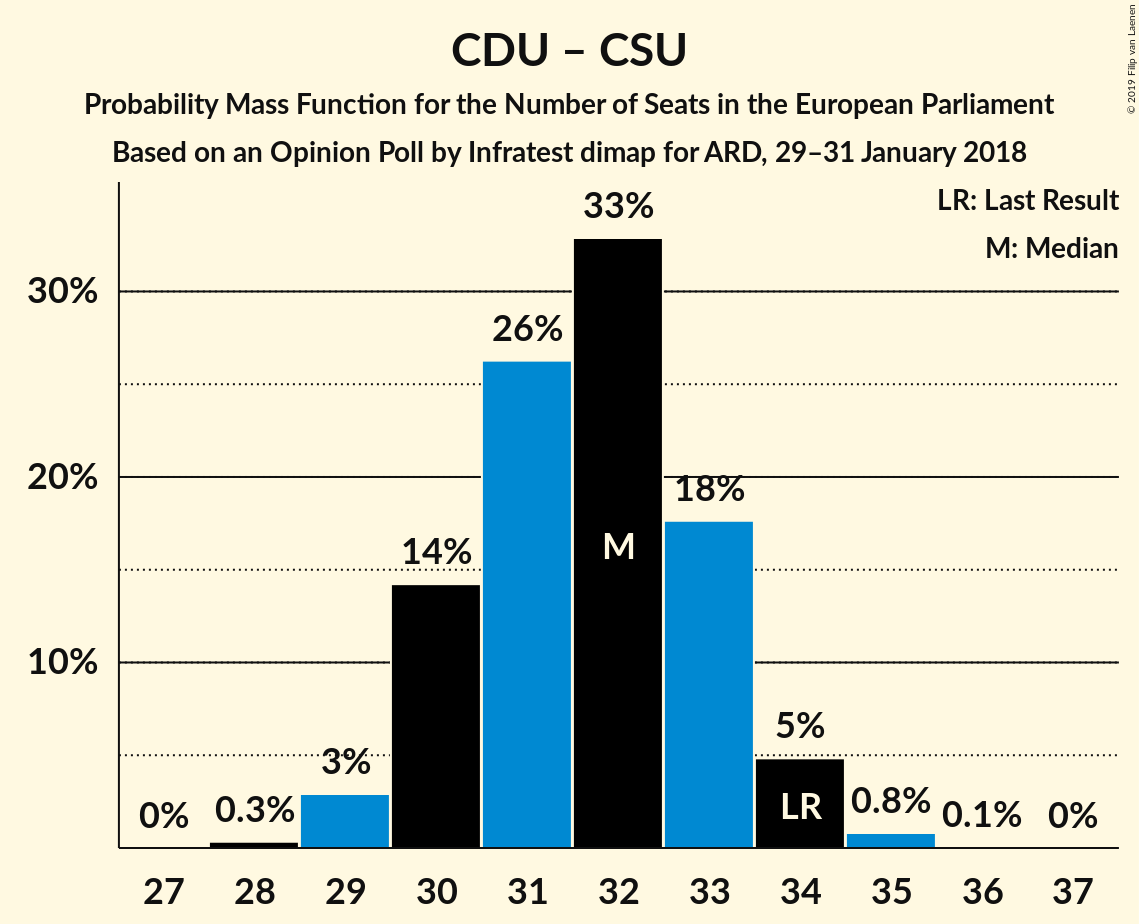 CDU – CSU
Probability Mass Function for the Number of Seats in the European Parliament
Based on an Opinion Poll by Infratest dimap for ARD, 29–31 January 2018
© 2019 Filip van Laenen
LR: Last Result
M: Median
33%
30%
26%
20%
18%
14%
M
10%
5%
3%
0%
0.3%
LR
0.8%
0.1%
0%
27 28 29 30 31 32 33 34 35 36 37